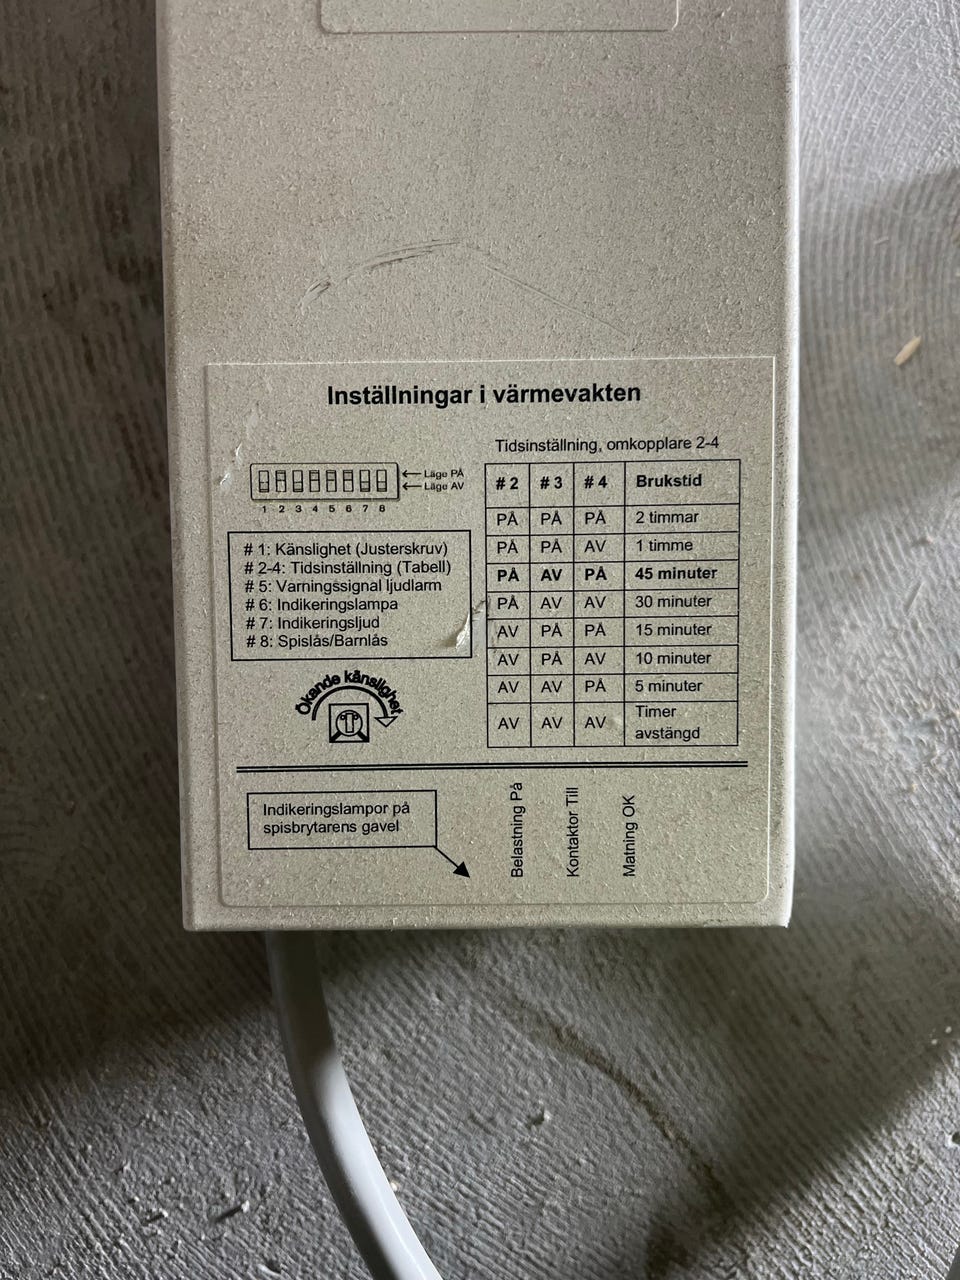 Inställningar i värmevakten
Läge PÅ
Läge AV
1 2 3 4 5 6 7 8
# 1: Känslighet (Justerskruv)
# 2-4: Tidsinställning (Tabell)
# 5: Varningssignal ljudlarm
# 6: Indikeringslampa
# 7: Indikeringsljud
# 8: Spislås/Barnlås
Ökande känslighet
Tidsinställning, omkopplare 2-4
# 2 # 3 # 4 Brukstid
PÅ PÅ PÅ 2 timmar
PÅ PÅ AV 1 timme
PÅ AV PÅ 45 minuter
PÅ AV AV 30 minuter
AV PÅ PÅ 15 minuter
AV PÅ AV 10 minuter
AV AV PÅ 5 minuter
AV AV AV Timer
avstängd
Indikeringslampor på
spisbrytarens gavel
Belastning På
Kontaktor Till
Matning OK